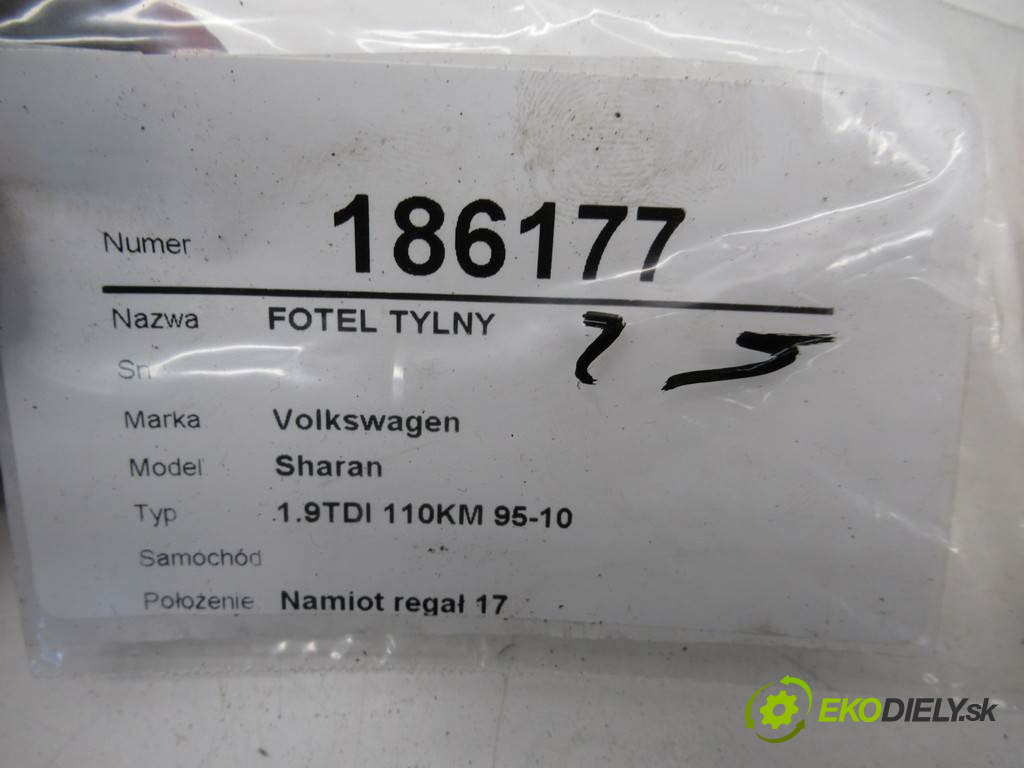 Numer 186177
Nazwa FOTEL TYLNY
Sn
Marka Volkswagen
Model Sharan
Typ 1.9TDI 110KM 95-10
Samochód
Położenie Namiot regał 17
EKODIELY.sk